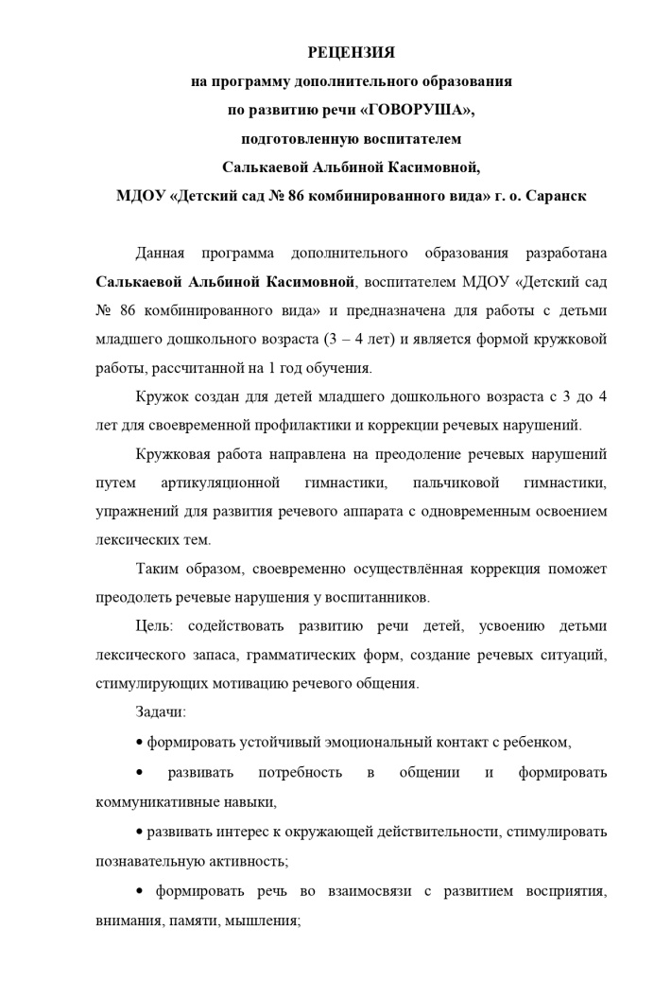 РЕЦЕНЗИЯ
на программу дополнительного образования
по развитию речи «ГОВОРУША»,
подготовленную воспитателем
Салькаевой Альбиной Касимовной,
МДОУ «Детский сад № 86 комбинированного вида» г. о. Саранск
Данная программа дополнительного образования разработана
Салькаевой Альбиной Касимовной, воспитателем МДОУ «Детский сад
№ 86 комбинированного вида» и предназначена для работы с детьми
младшего дошкольного возраста (3 – 4 лет) и является формой кружковой
работы, рассчитанной на 1 год обучения.
Кружок создан для детей младшего дошкольного возраста с 3 до 4
лет для своевременной профилактики и коррекции речевых нарушений.
Кружковая работа направлена на преодоление речевых нарушений
путем артикуляционной гимнастики, пальчиковой гимнастики,
упражнений для развития речевого аппарата с одновременным освоением
лексических тем.
Таким образом, своевременно осуществлённая коррекция поможет
преодолеть речевые нарушения у воспитанников.
Цель: содействовать развитию речи детей, усвоению детьми
лексического запаса, грамматических форм, создание речевых ситуаций,
стимулирующих мотивацию речевого общения.
Задачи:
• формировать устойчивый эмоциональный контакт с ребенком,
• развивать потребность в общении и формировать
коммуникативные навыки,
• развивать интерес к окружающей действительности, стимулировать
познавательную активность;
• формировать речь во взаимосвязи с развитием восприятия,
внимания, памяти, мышления;